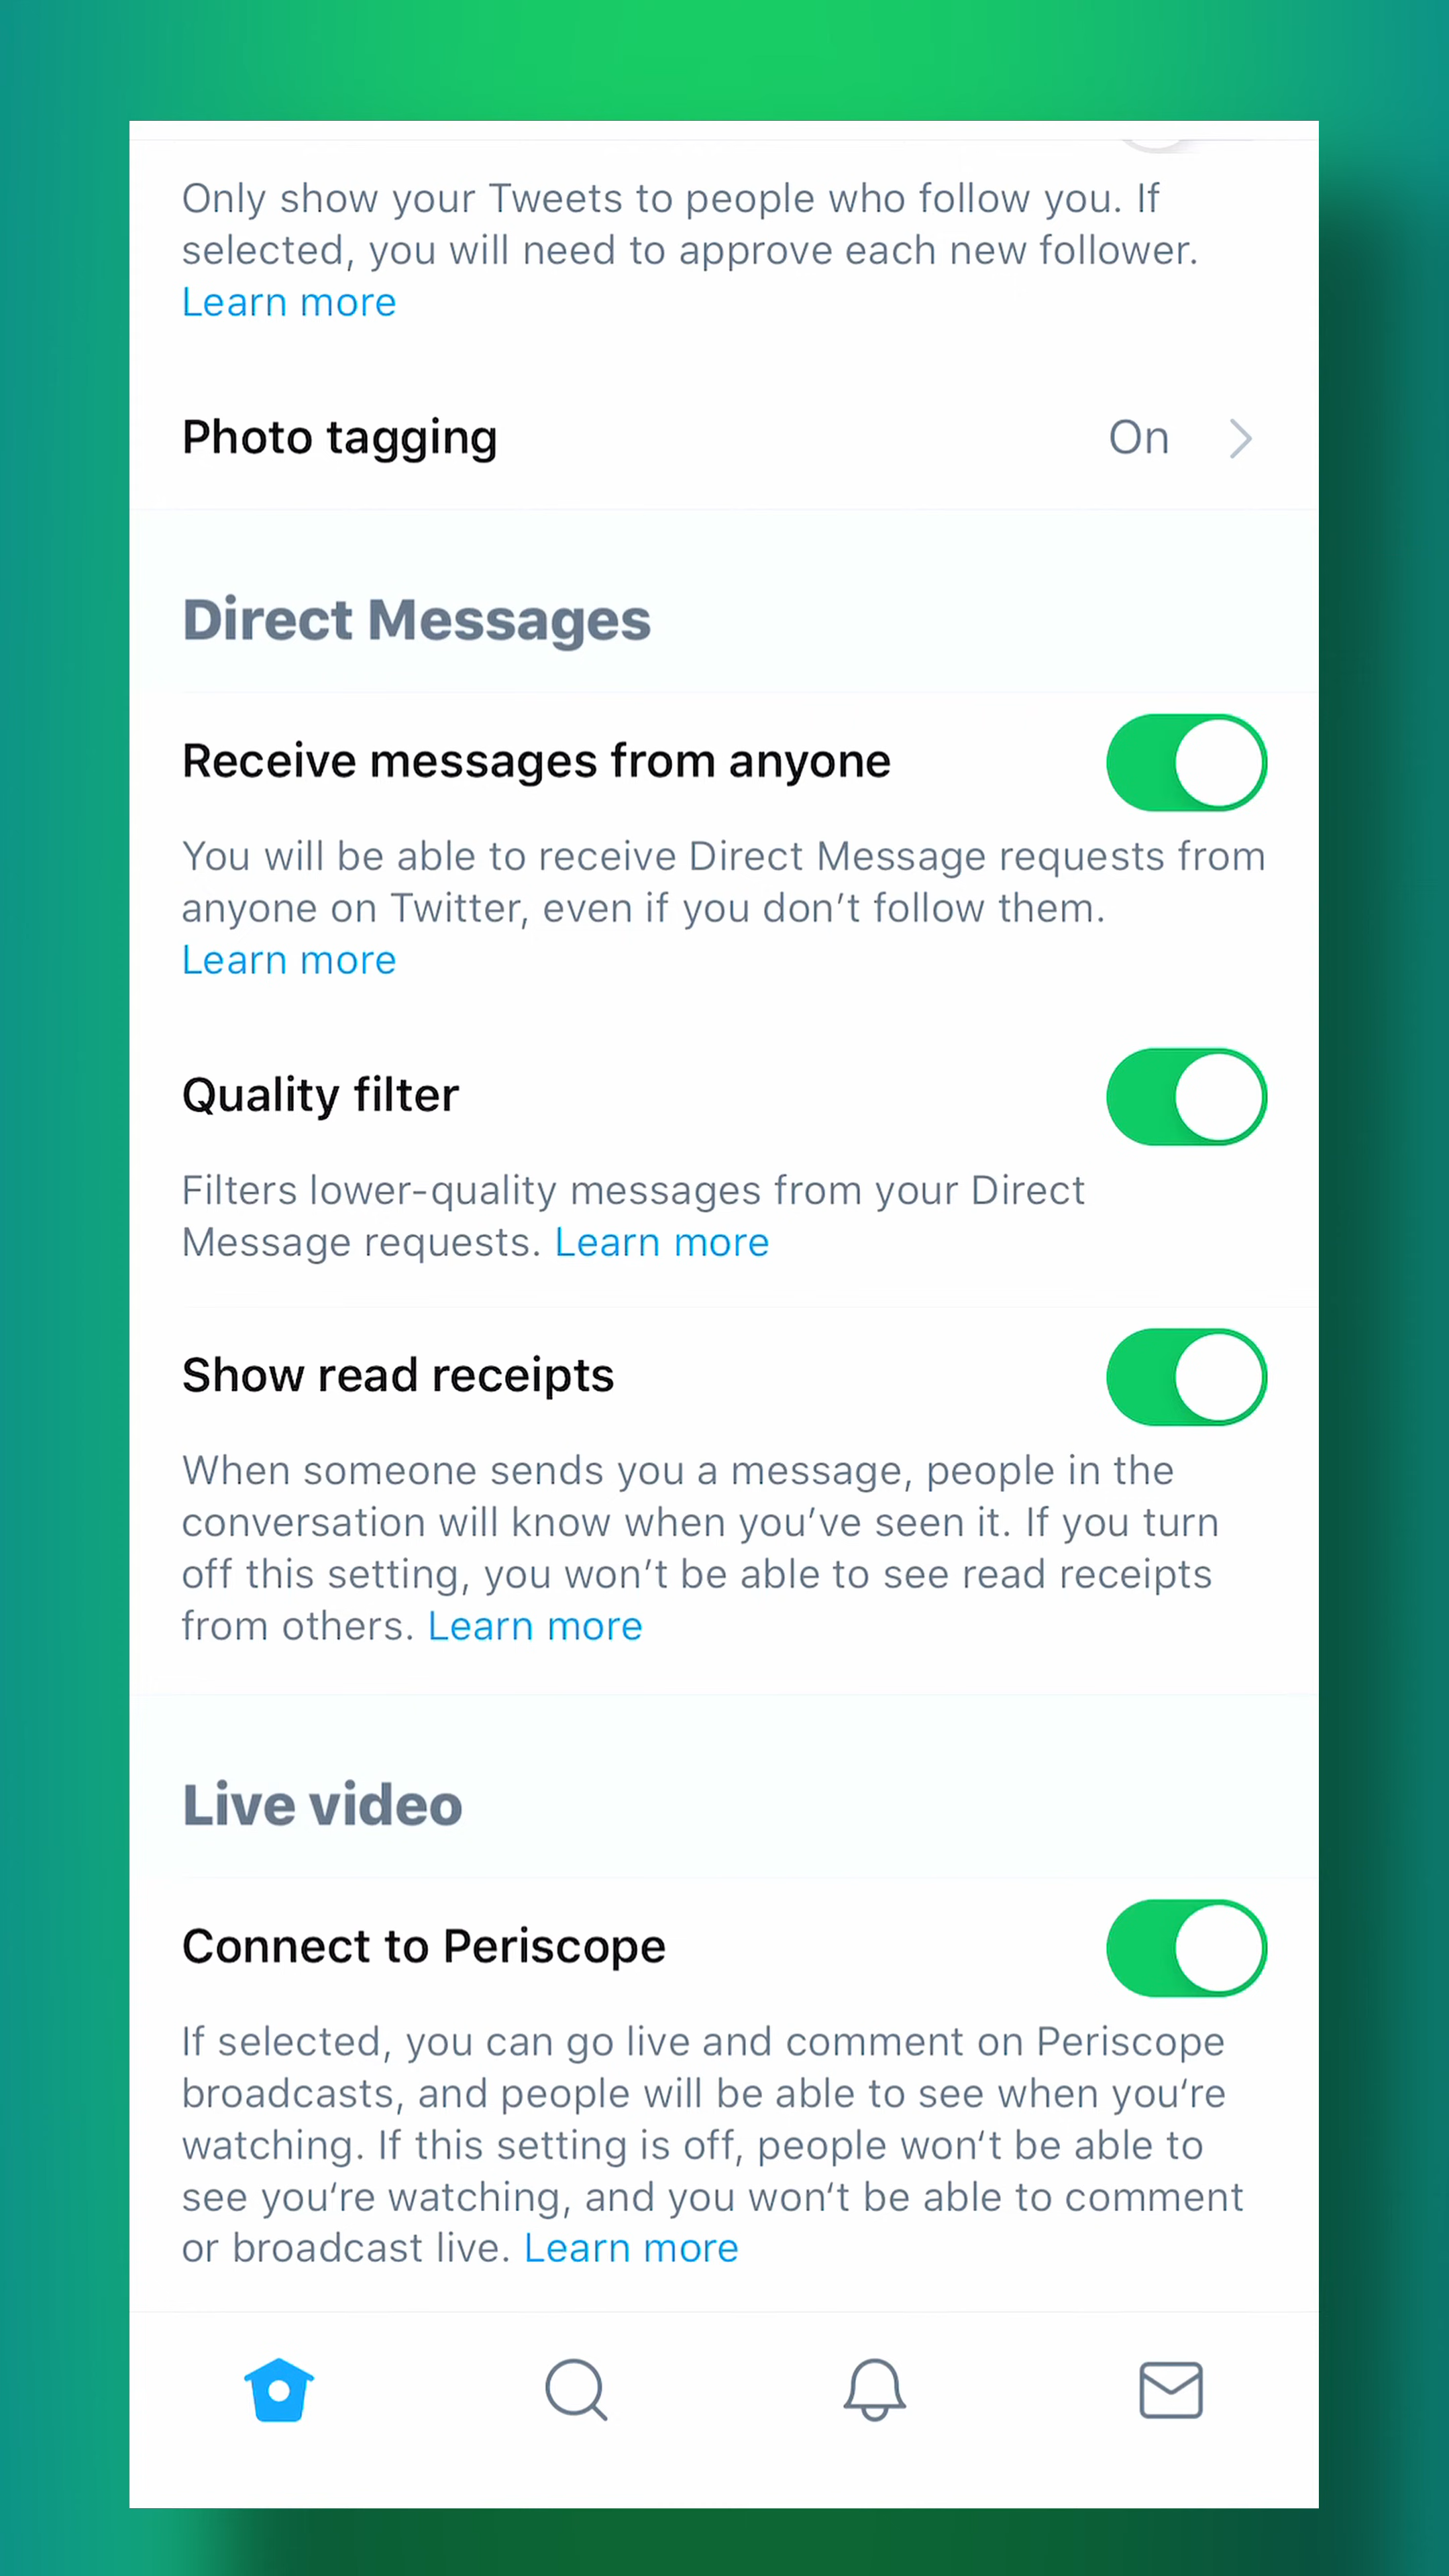 Only show your Tweets to people who follow you. If
selected, you will need to approve each new follower.
Learn more
Photo tagging On
Direct Messages
Receive messages from anyone
You will be able to receive Direct Message requests from
anyone on Twitter, even if you don’t follow them.
Learn more
Quality filter
Filters lower-quality messages from your Direct
Message requests. Learn more
Show read receipts
When someone sends you a message, people in the
conversation will know when you’ve seen it. If you turn
off this setting, you won’t be able to see read receipts
from others. Learn more
Live video
Connect to Periscope
If selected, you can go live and comment on Periscope
broadcasts, and people will be able to see when you‘re
watching. If this setting is off, people won‘t be able to
see you‘re watching, and you won‘t be able to comment
or broadcast live. Learn more